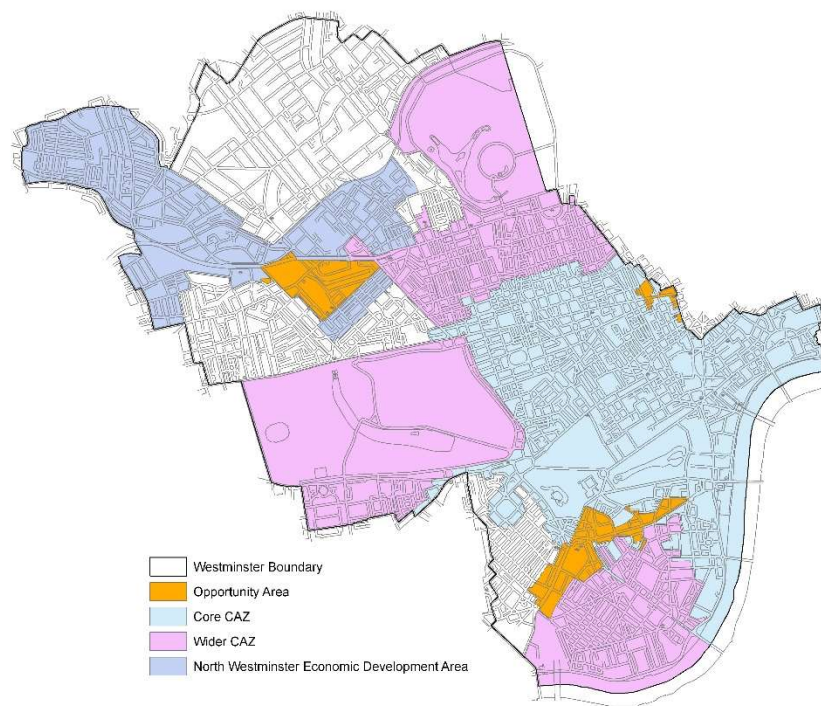 Westminster Boundary
Opportunity Area
Core CAZ
Wider CAZ
North Westminster Economic Development Area